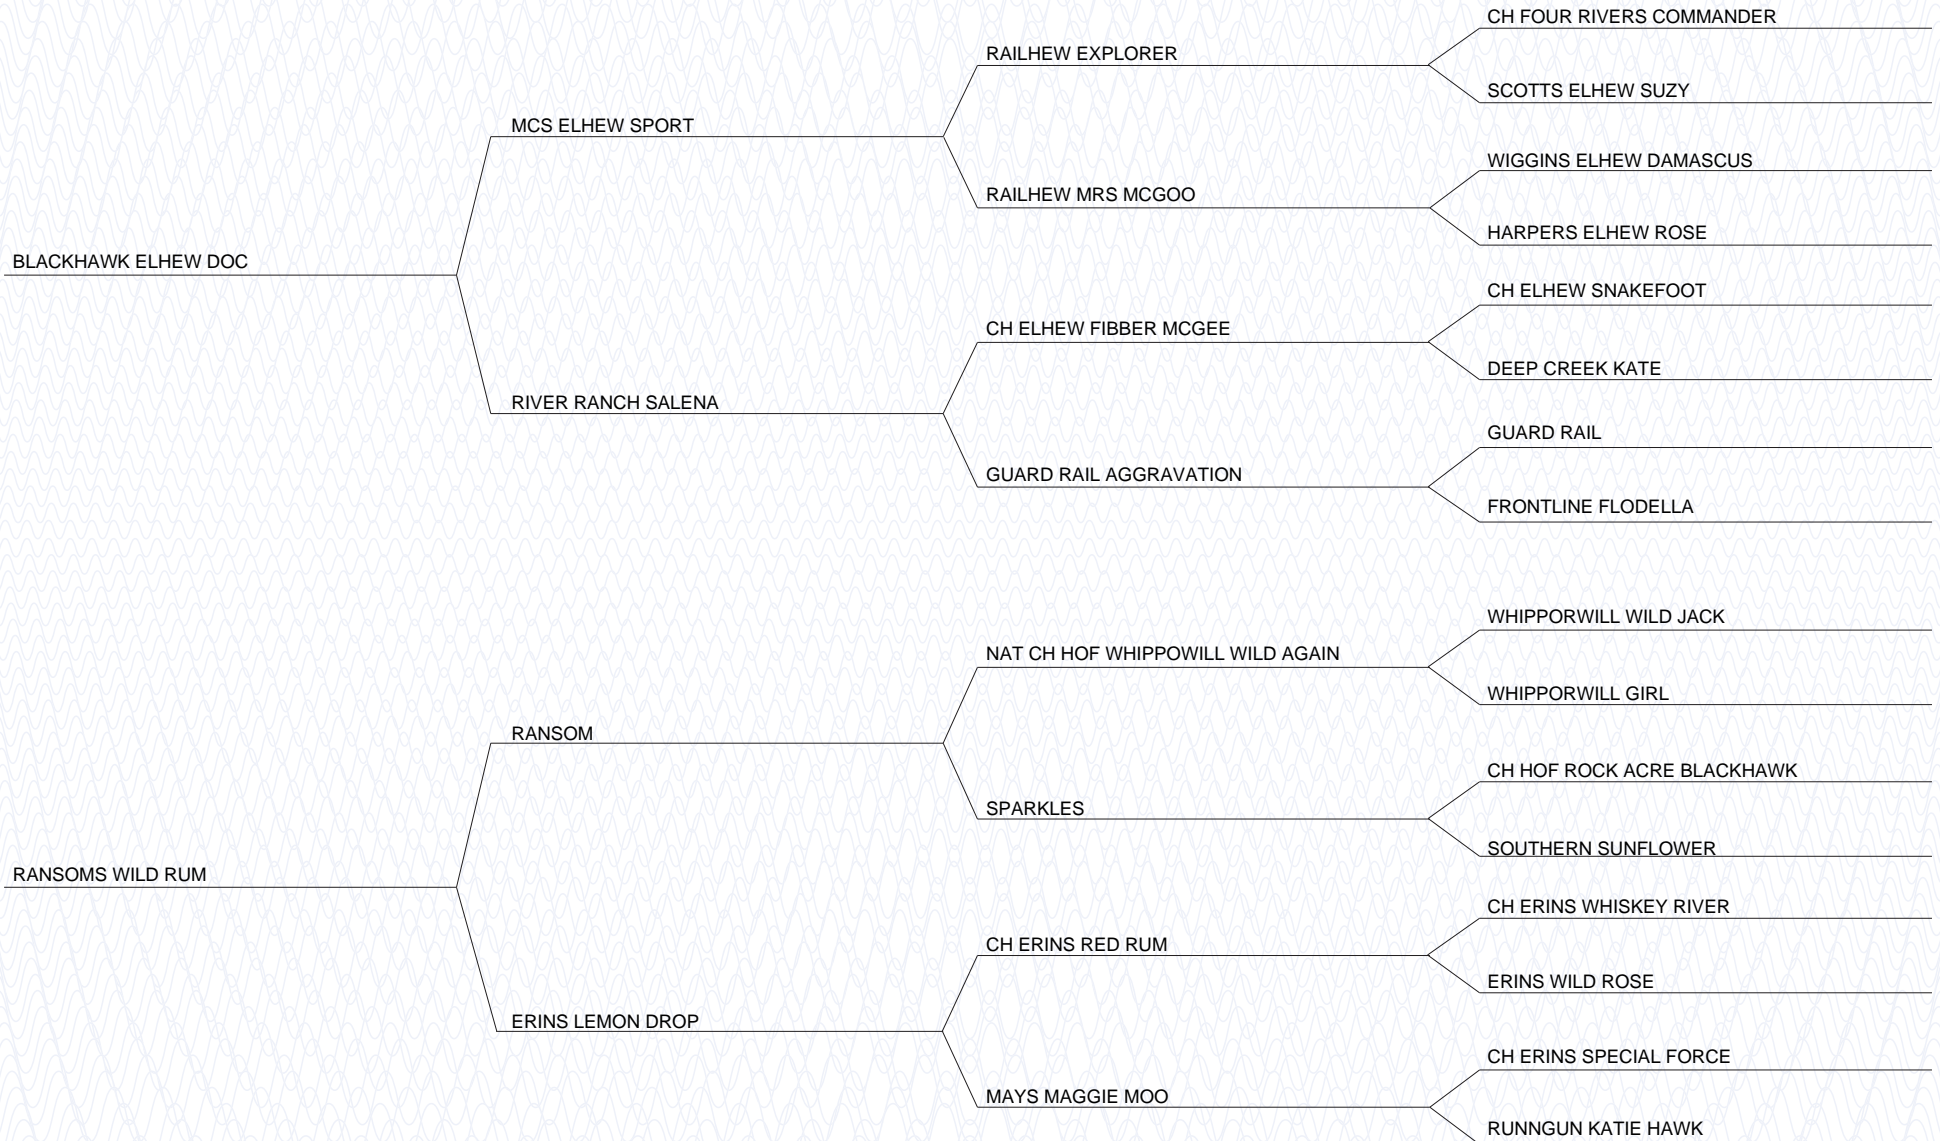 CH FOUR RIVERS COMMANDER
RAILHEW EXPLORER
SCOTTS ELHEW SUZY
MCS ELHEW SPORT
WIGGINS ELHEW DAMASCUS
RAILHEW MRS MCGOO
HARPERS ELHEW ROSE
BLACKHAWK ELHEW DOC
CH ELHEW SNAKEFOOT
CH ELHEW FIBBER MCGEE
DEEP CREEK KATE
RIVER RANCH SALENA
GUARD RAIL
GUARD RAIL AGGRAVATION
FRONTLINE FLODELLA
WHIPPORWILL WILD JACK
NAT CH HOF WHIPPOWILL WILD AGAIN
WHIPPORWILL GIRL
RANSOM
CH HOF ROCK ACRE BLACKHAWK
SPARKLES
SOUTHERN SUNFLOWER
RANSOMS WILD RUM
CH ERINS WHISKEY RIVER
CH ERINS RED RUM
ERINS WILD ROSE
ERINS LEMON DROP
CH ERINS SPECIAL FORCE
MAYS MAGGIE MOO
RUNNGUN KATIE HAWK